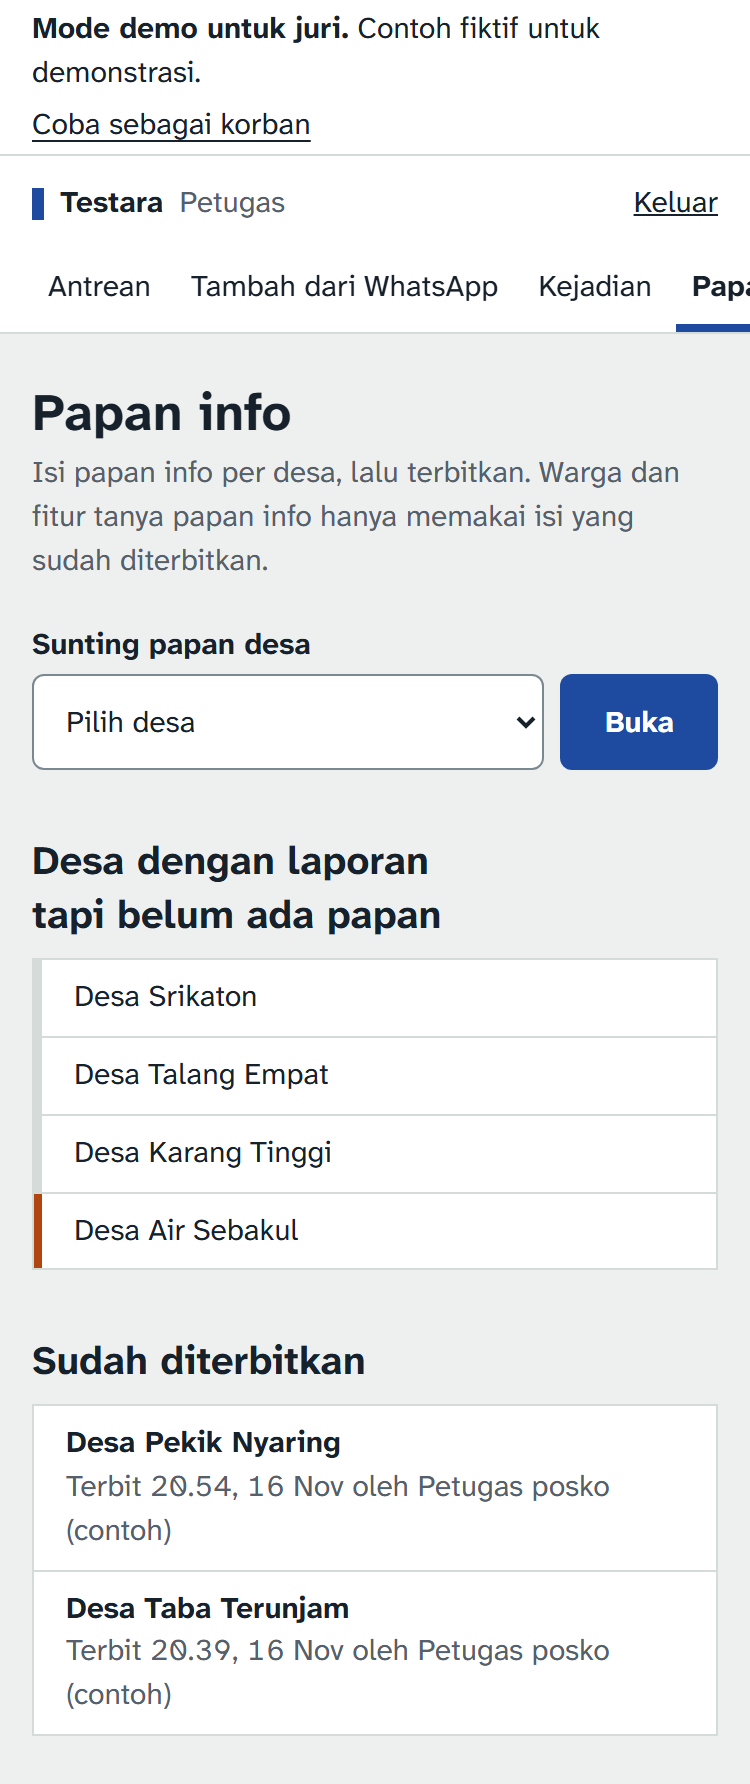 Mode demo untuk juri. Contoh fiktif untuk
demonstrasi.
Coba sebagai korban
Testara Petugas Keluar
Antrean Tambah dari WhatsApp Kejadian Papa
Papan info
Isi papan info per desa, lalu terbitkan. Warga dan
fitur tanya papan info hanya memakai isi yang
sudah diterbitkan.
Sunting papan desa
Pilih desa Buka
Desa dengan laporan
tapi belum ada papan
Desa Srikaton
Desa Talang Empat
Desa Karang Tinggi
Desa Air Sebakul
Sudah diterbitkan
Desa Pekik Nyaring
Terbit 20.54, 16 Nov oleh Petugas posko
(contoh)
Desa Taba Terunjam
Terbit 20.39, 16 Nov oleh Petugas posko
(contoh)